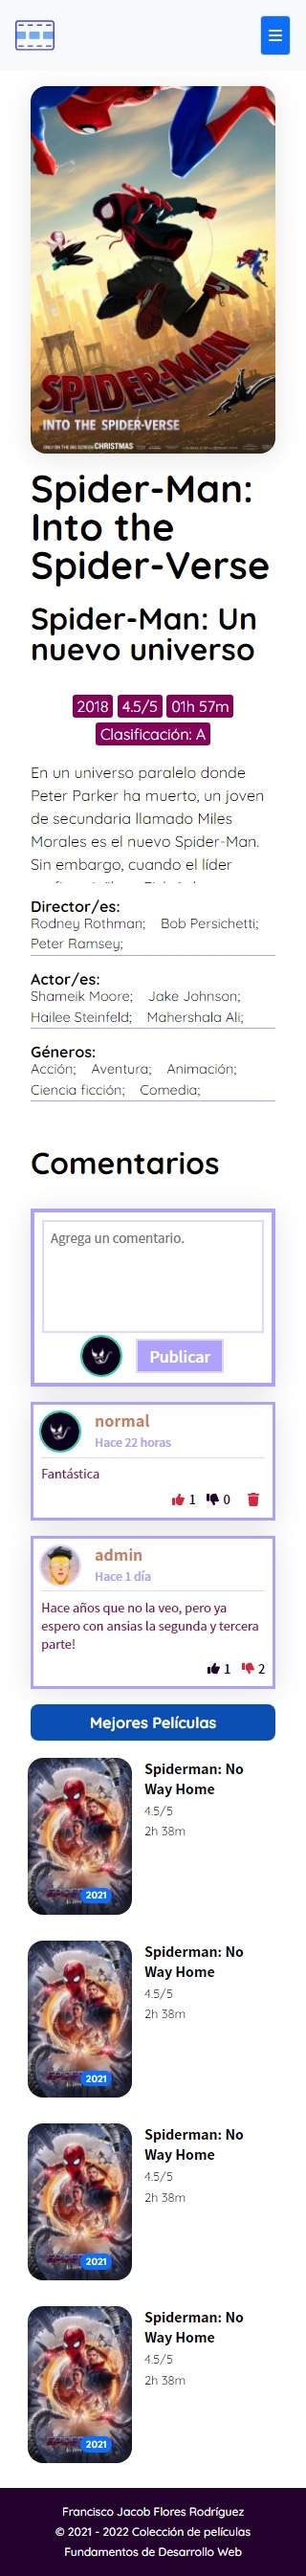 SPIDER-MAN
INTO THE SPIDER-VERSE
CHRISTMAS
Spider-Man:
Into the
Spider-Verse
Spider-Man: Un
nuevo universo
2018 4.5/5 01h 57m
Clasificación: A
En un universo paralelo donde
Peter Parker ha muerto, un joven
de secundaria llamado Miles
Morales es el nuevo Spider-Man.
Sin embargo, cuando el líder
Director/es:
Rodney Rothman; Bob Persichetti;
Peter Ramsey;
Actor/es:
Shameik Moore; Jake Johnson;
Hailee Steinfeld; Mahershala Ali;
Géneros:
Acción; Aventura; Animación;
Ciencia ficción; Comedia;
Comentarios
Agrega un comentario.
Publicar
normal
Hace 22 horas
Fantástica
1 0
admin
Hace 1 día
Hace años que no la veo, pero ya
espero con ansias la segunda y tercera
parte!
1 2
Mejores Películas
Spiderman: No
Way Home
4.5/5
2h 38m
2021
Spiderman: No
Way Home
4.5/5
2h 38m
2021
Spiderman: No
Way Home
4.5/5
2h 38m
2021
Spiderman: No
Way Home
4.5/5
2h 38m
2021
Francisco Jacob Flores Rodríguez
© 2021 - 2022 Colección de películas
Fundamentos de Desarrollo Web